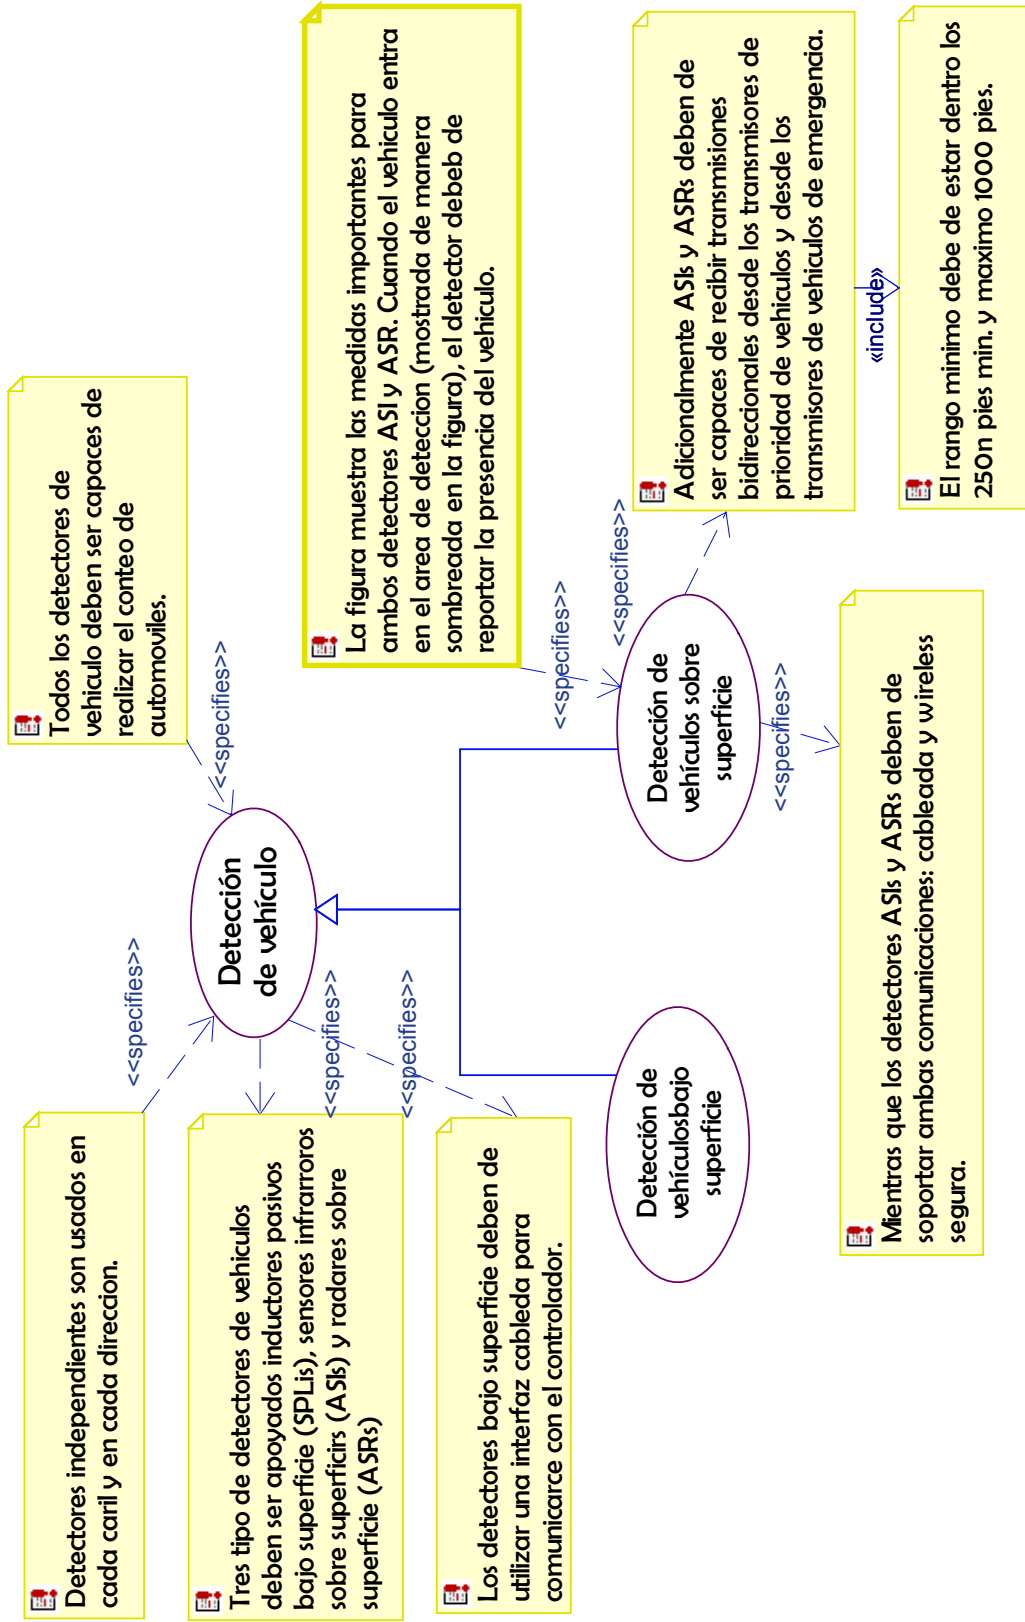 Detectores independientes son usados en
cada caril y en cada direccion.
<<specifies>>
Todos los detectores de
vehiculo deben ser capaces de
realizar el conteo de
automoviles.
<<specifies>>
Detección
de vehículo
Tres tipo de detectores de vehiculos
deben ser apoyados inductores pasivos
bajo superficie (SPLis), sensores infrarroros
sobre superficirs (ASIs) y radares sobre
superficie (ASRs)
<<specifies>>
<<specifies>>
Los detectores bajo superficie deben de
utilizar una interfaz cableda para
comunicarce con el controlador.
La figura muestra las medidas importantes para
ambos detectores ASI y ASR. Cuando el vehiculo entra
en el area de deteccion (mostrada de manera
sombreada en la figura), el detector debeb de
reportar la presencia del vehiculo.
<<specifies>>
<<specifies>>
Detección de
vehículosbajo
superficie
Detección de
vehículos sobre
superficie
Adicionalmente ASIs y ASRs deben de
ser capaces de recibir transmisiones
bidireccionales desde los transmisores de
prioridad de vehiculos y desde los
transmisores de vehiculos de emergencia.
<<specifies>>
«include»
Mientras que los detectores ASIs y ASRs deben de
soportar ambas comunicaciones: cableada y wireless
segura.
El rango minimo debe de estar dentro los
250n pies min. y maximo 1000 pies.